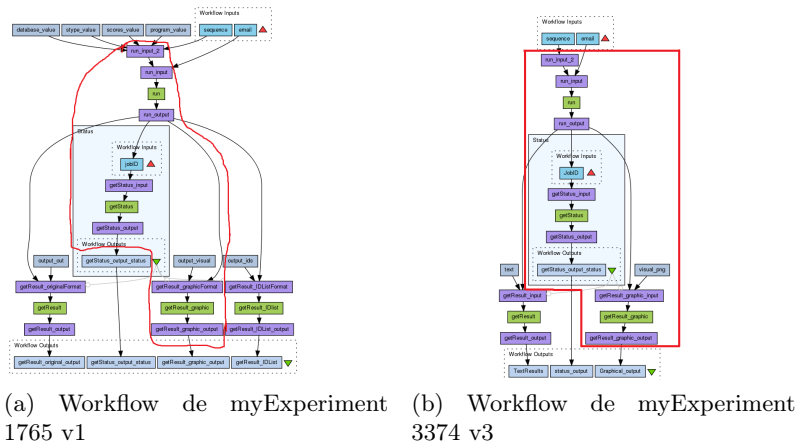 Workflow Inputs
database_value stype_value scores_value program_value sequence email
run_input_2
run_input
run
run_output
Status
Workflow Inputs
jobID
getStatus_input
getStatus
getStatus_output
Workflow Outputs
output_out getStatus_output_status output_visual output_ids
getResult_originalFormat getResult_graphicFormat getResult_IDListFormat
getResult getResult_graphic getResult_IDlist
getResult_output getResult_graphic_output getResult_IDList_output
Workflow Outputs
getResult_original_output getStatus_output_status getResult_graphic_output getResult_IDList
(a) Workflow de myExperiment
1765 v1
Workflow Inputs
sequence email
run_input_2
run_input
run
run_output
Status
Workflow Inputs
JobID
getStatus_input
getStatus
getStatus_output
Workflow Outputs
text getStatus_output_status visual_png
getResult_input getResult_graphic_input
getResult getResult_graphic
getResult_output getResult_graphic_output
Workflow Outputs
TextResults status_output Graphical_output
(b) Workflow de myExperiment
3374 v3